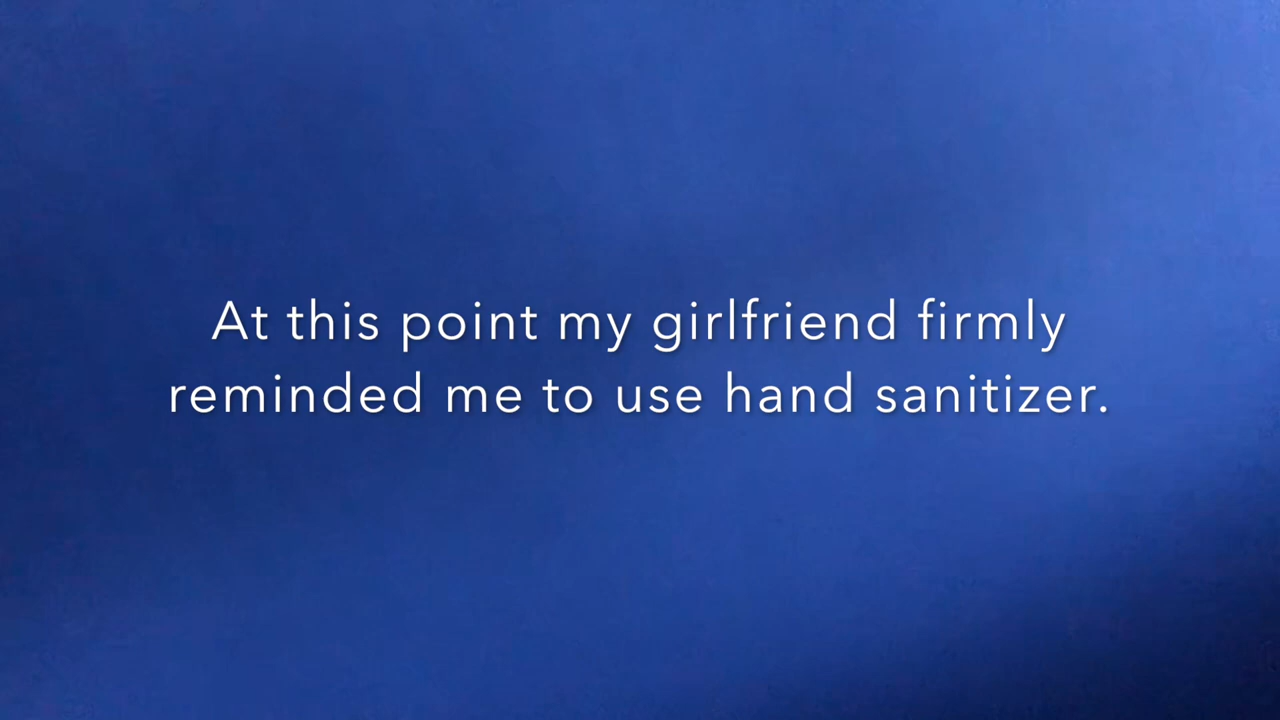 At this point my girlfriend firmly
reminded me to use hand sanitizer.